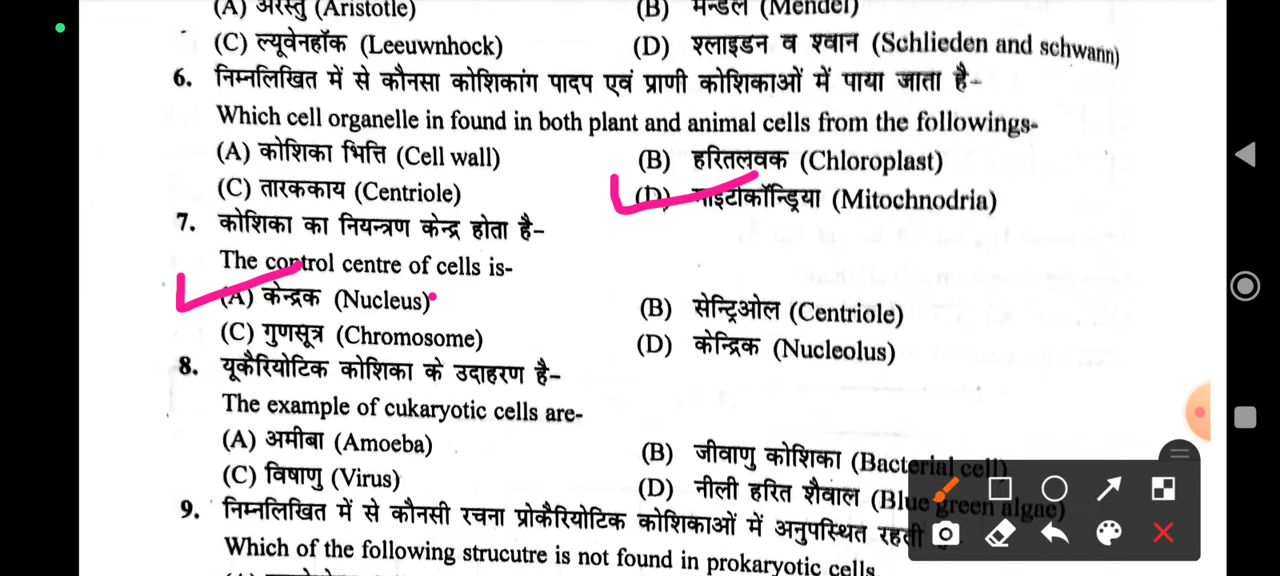 (A) अरस्तु (Aristotle) (B) मेन्डल (Mendel)
(C) ल्यूवेनहॉक (Leeuwnhock) (D) श्लाइडन व श्वान (Schlieden and schwann)
6. निम्नलिखित में से कौनसा कोशिकांग पादप एवं प्राणी कोशिकाओं में पाया जाता है-
Which cell organelle in found in both plant and animal cells from the followings-
(A) कोशिका भित्ति (Cell wall) (B) हरितलवक (Chloroplast)
(C) तारककाय (Centriole) (D) माइटोकॉन्ड्रिया (Mitochnodria)
7. कोशिका का नियन्त्रण केन्द्र होता है-
The control centre of cells is-
(A) केन्द्रक (Nucleus) (B) सेन्ट्रिओल (Centriole)
(C) गुणसूत्र (Chromosome) (D) केन्द्रिक (Nucleolus)
8. यूकैरियोटिक कोशिका के उदाहरण है-
The example of cukaryotic cells are-
(A) अमीबा (Amoeba) (B) जीवाणु कोशिका (Bacterial cell)
(C) विषाणु (Virus) (D) नीली हरित शैवाल (Blue green algae)
9. निम्नलिखित में से कौनसी रचना प्रोकैरियोटिक कोशिकाओं में अनुपस्थित रहती
Which of the following strucutre is not found in prokaryotic cells